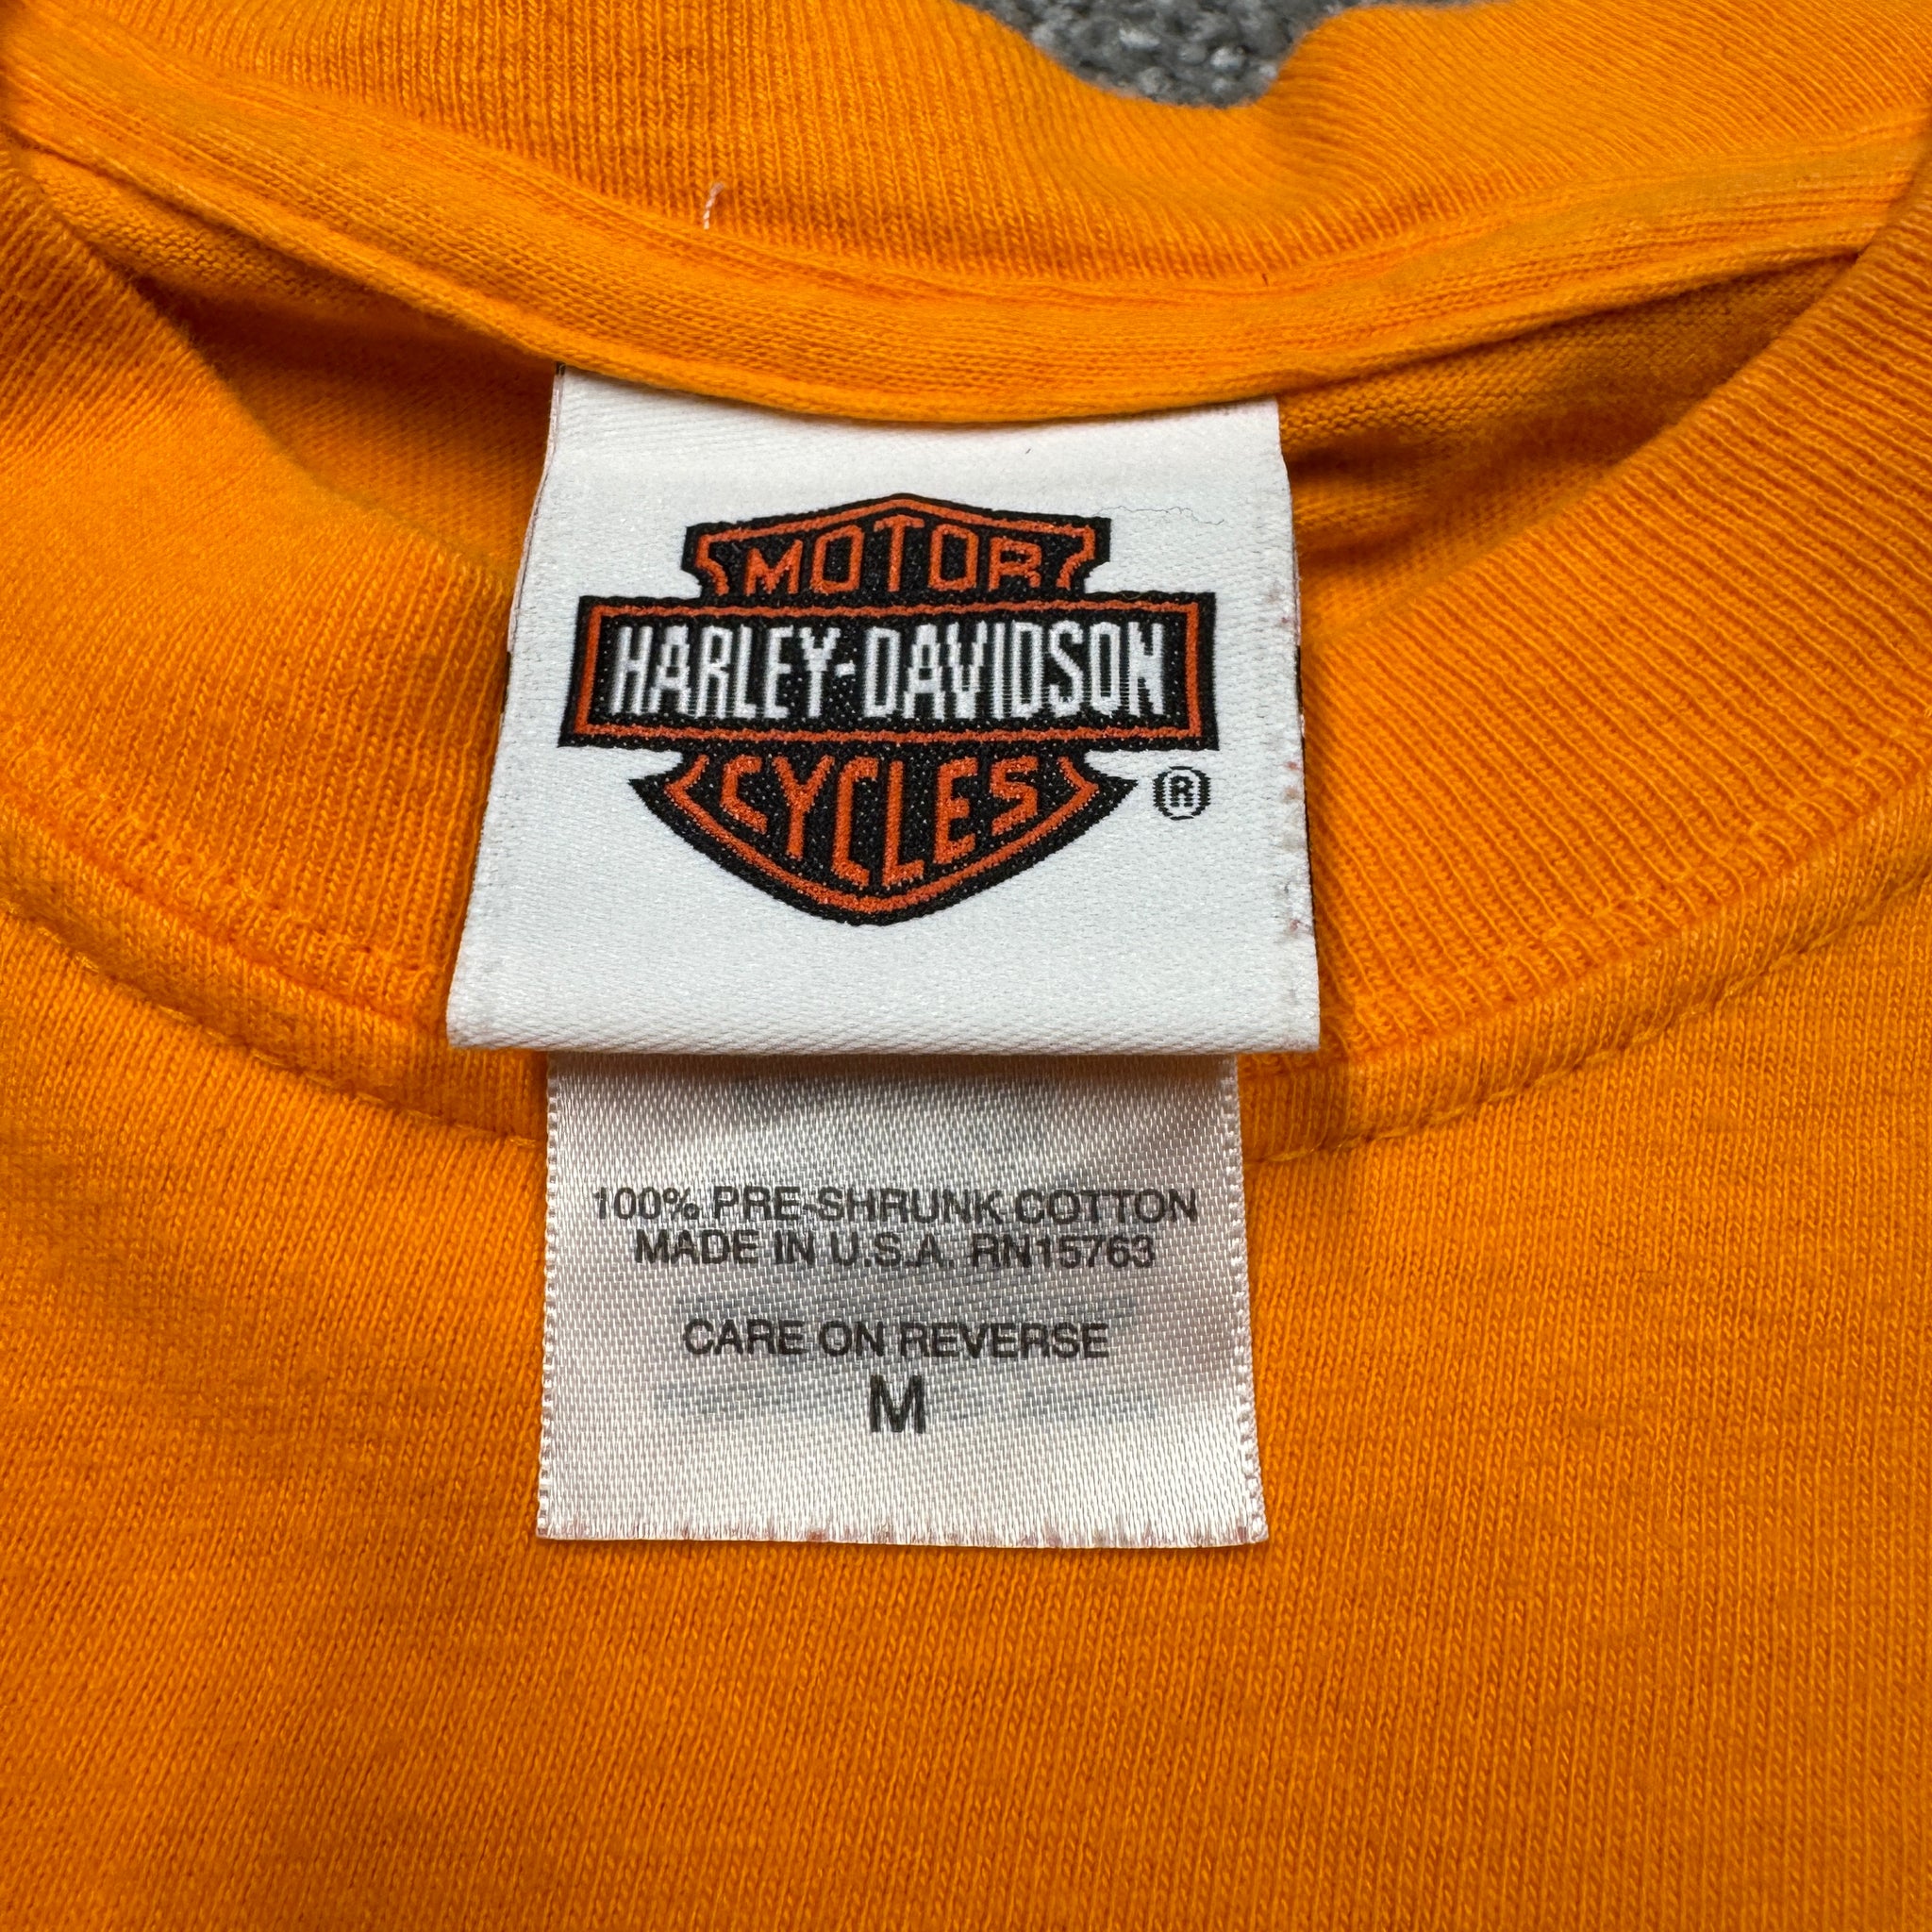 MOTOR
HARLEY-DAVIDSON
CYCLES
®
100% PRE-SHRUNK COTTON
MADE IN U.S.A. RN15763
CARE ON REVERSE
M